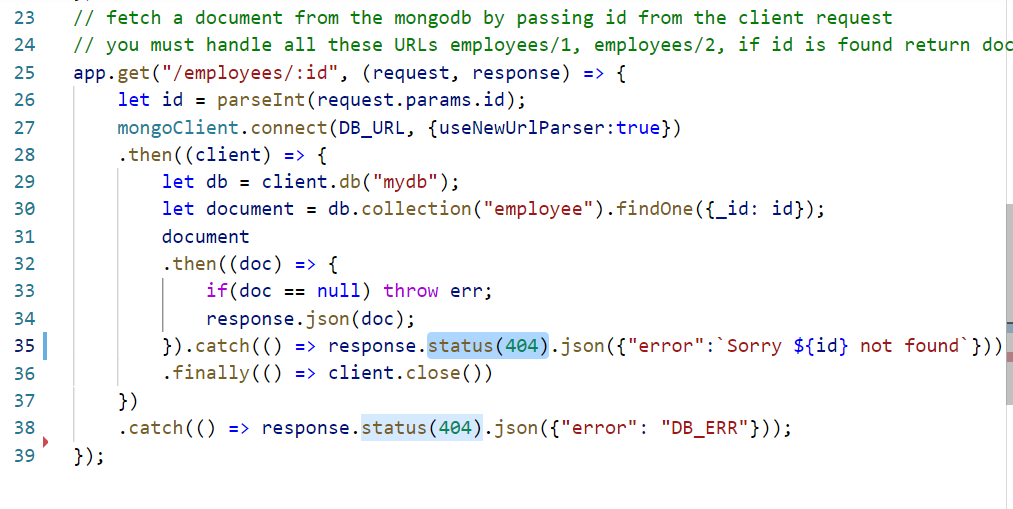 23 // fetch a document from the mongodb by passing id from the client request
24 // you must handle all these URLs employees/1, employees/2, if id is found return doc
25 app.get("/employees/:id", (request, response) => {
26     let id = parseInt(request.params.id);
27     mongoClient.connect(DB_URL, {useNewUrlParser:true})
28     .then((client) => {
29         let db = client.db("mydb");
30         let document = db.collection("employee").findOne({_id: id});
31         document
32         .then((doc) => {
33             if(doc == null) throw err;
34             response.json(doc);
35         }).catch(() => response.status(404).json({"error":`Sorry ${id} not found`}))
36         .finally(() => client.close())
37     })
38     .catch(() => response.status(404).json({"error": "DB_ERR"}));
39 });